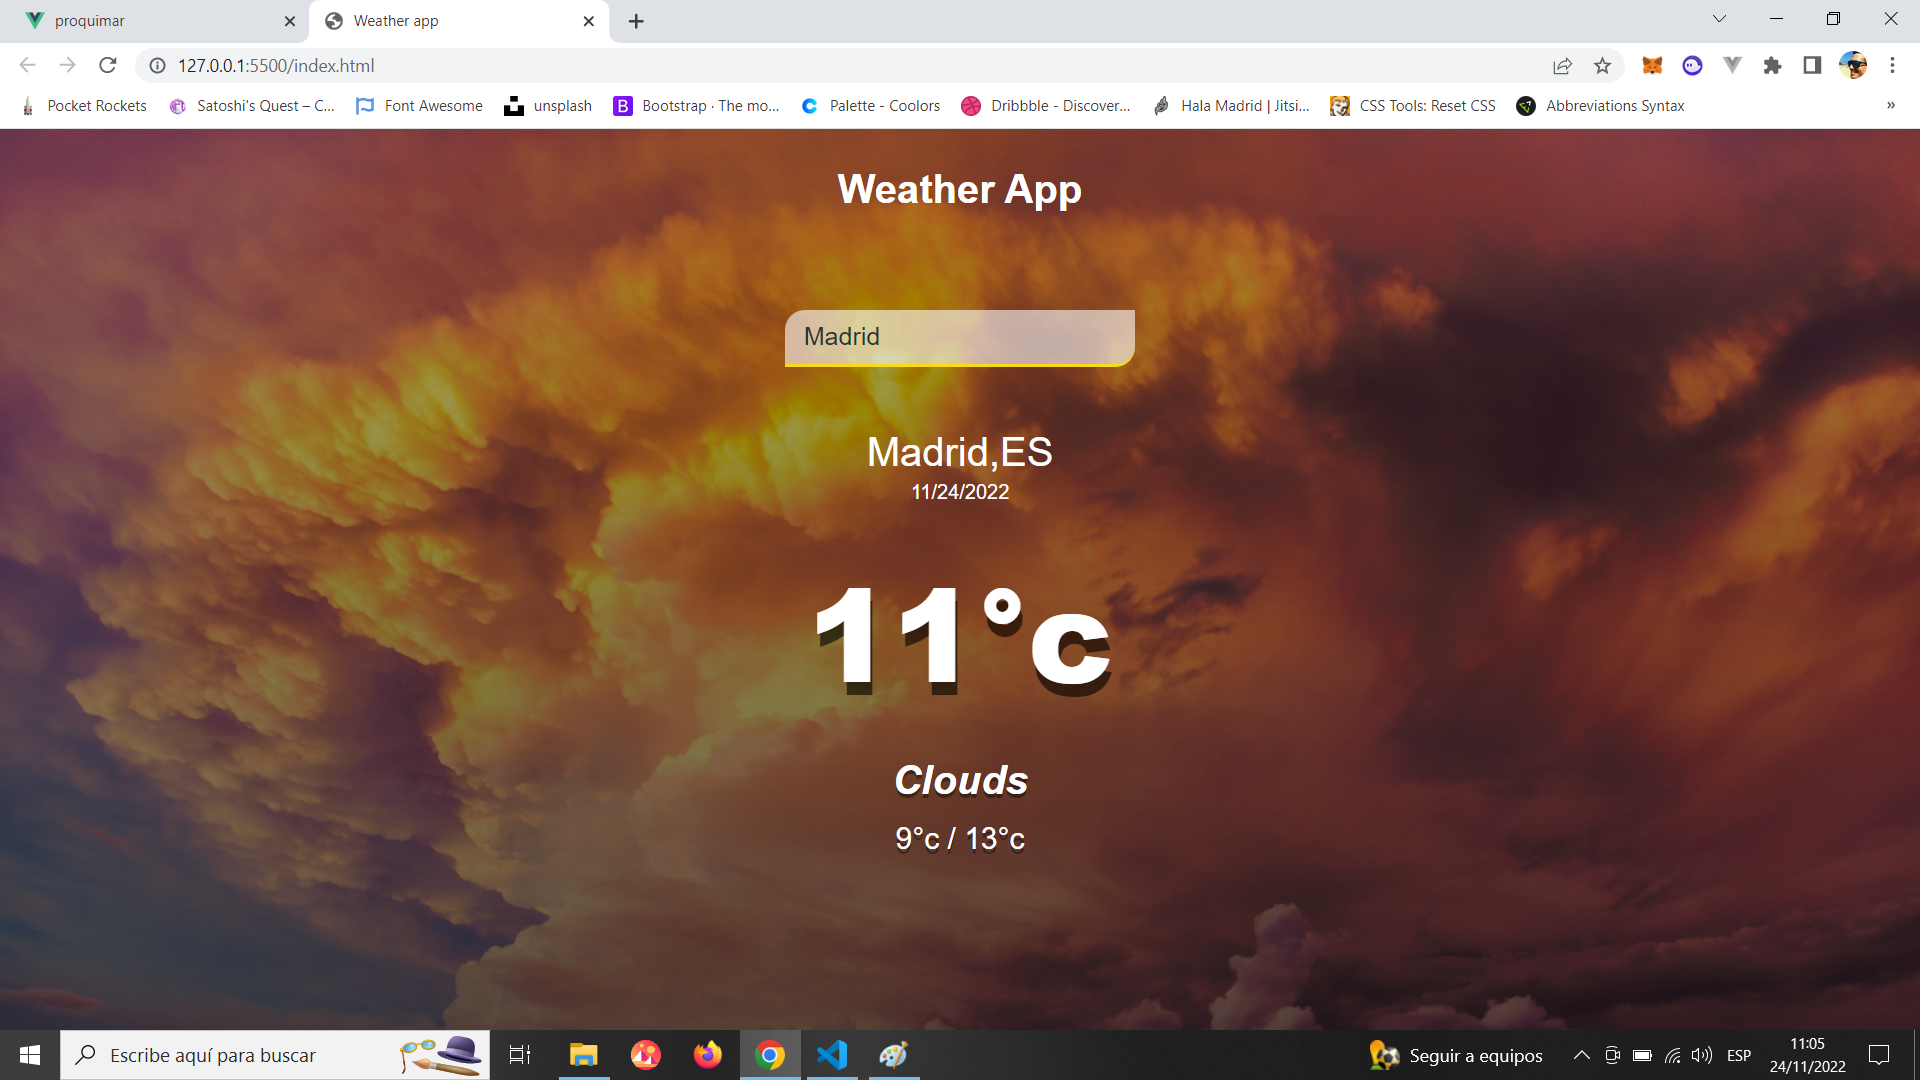 proquimar
Weather app
127.0.0.1:5500/index.html
Pocket Rockets
Satoshi's Quest – C...
Font Awesome
unsplash
B
Bootstrap · The mo...
Palette - Coolors
Dribbble - Discover...
Hala Madrid | Jitsi...
CSS Tools: Reset CSS
Abbreviations Syntax
»
Weather App
Madrid
Madrid,ES
11/24/2022
11°c
Clouds
9°c / 13°c
Escribe aquí para buscar
Seguir a equipos
ESP
11:05
24/11/2022